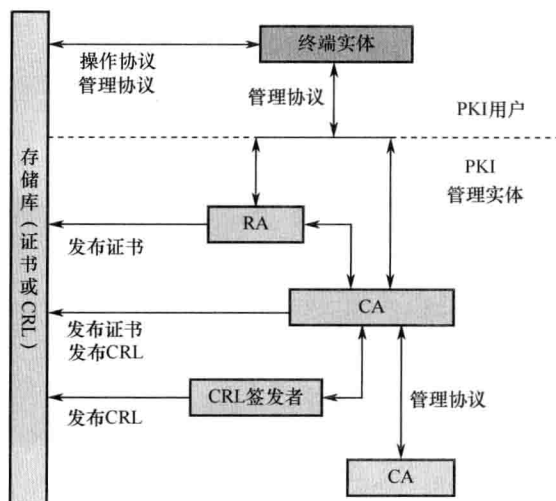 终端实体
操作协议
管理协议
管理协议
PKI用户
存储库（证书或CRL）
PKI
管理实体
RA
发布证书
CA
发布证书
发布CRL
CRL签发者
管理协议
发布CRL
CA